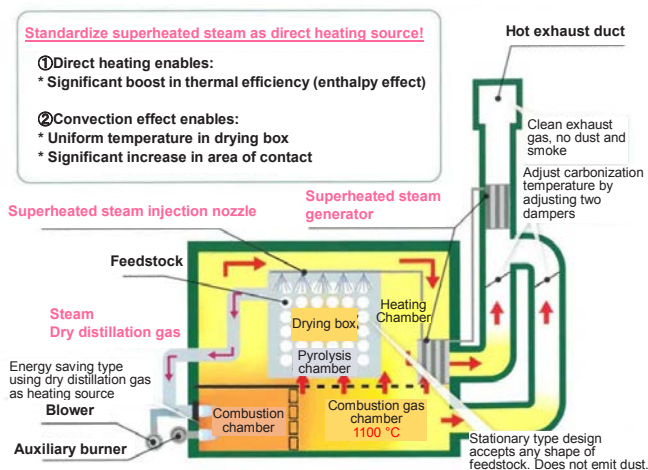 Standardize superheated steam as direct heating source!
①Direct heating enables:
* Significant boost in thermal efficiency (enthalpy effect)
②Convection effect enables:
* Uniform temperature in drying box
* Significant increase in area of contact
Hot exhaust duct
Clean exhaust
gas, no dust and
smoke
Adjust carbonization
temperature by
adjusting two
dampers
Superheated steam
generator
Superheated steam injection nozzle
Feedstock
Steam
Dry distillation gas
Drying box
Heating
Chamber
Pyrolysis
chamber
Energy saving type
using dry distillation gas
as heating source
Blower
Auxiliary burner
Combustion
chamber
Combustion gas
chamber
1100 °C
Stationary type design
accepts any shape of
feedstock. Does not emit dust.